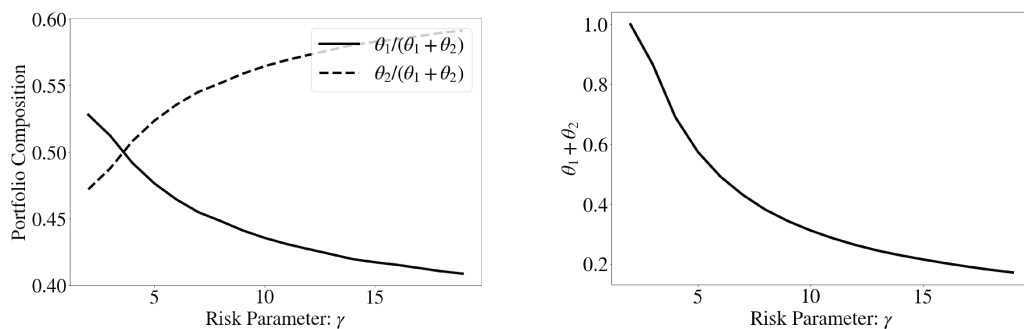 0.60
0.55
0.50
0.45
0.40
Portfolio Composition
θ₁/(θ₁ + θ₂)
θ₂/(θ₁ + θ₂)
5 10 15
Risk Parameter: γ
1.0
0.8
0.6
0.4
0.2
θ₁ + θ₂
5 10 15
Risk Parameter: γ